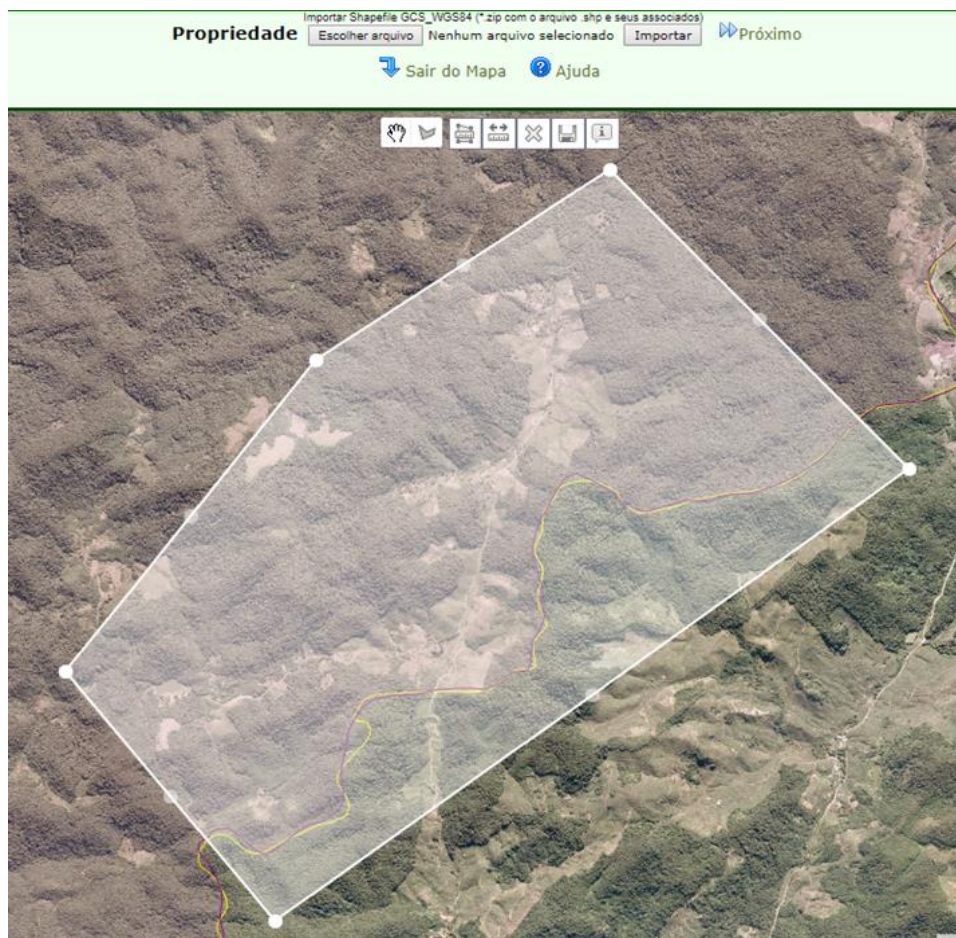 Importar Shapefile GCS_WGS84 (*.zip com o arquivo .shp e seus associados)
Propriedade Escolher arquivo Nenhum arquivo selecionado Importar Próximo
Sair do Mapa Ajuda